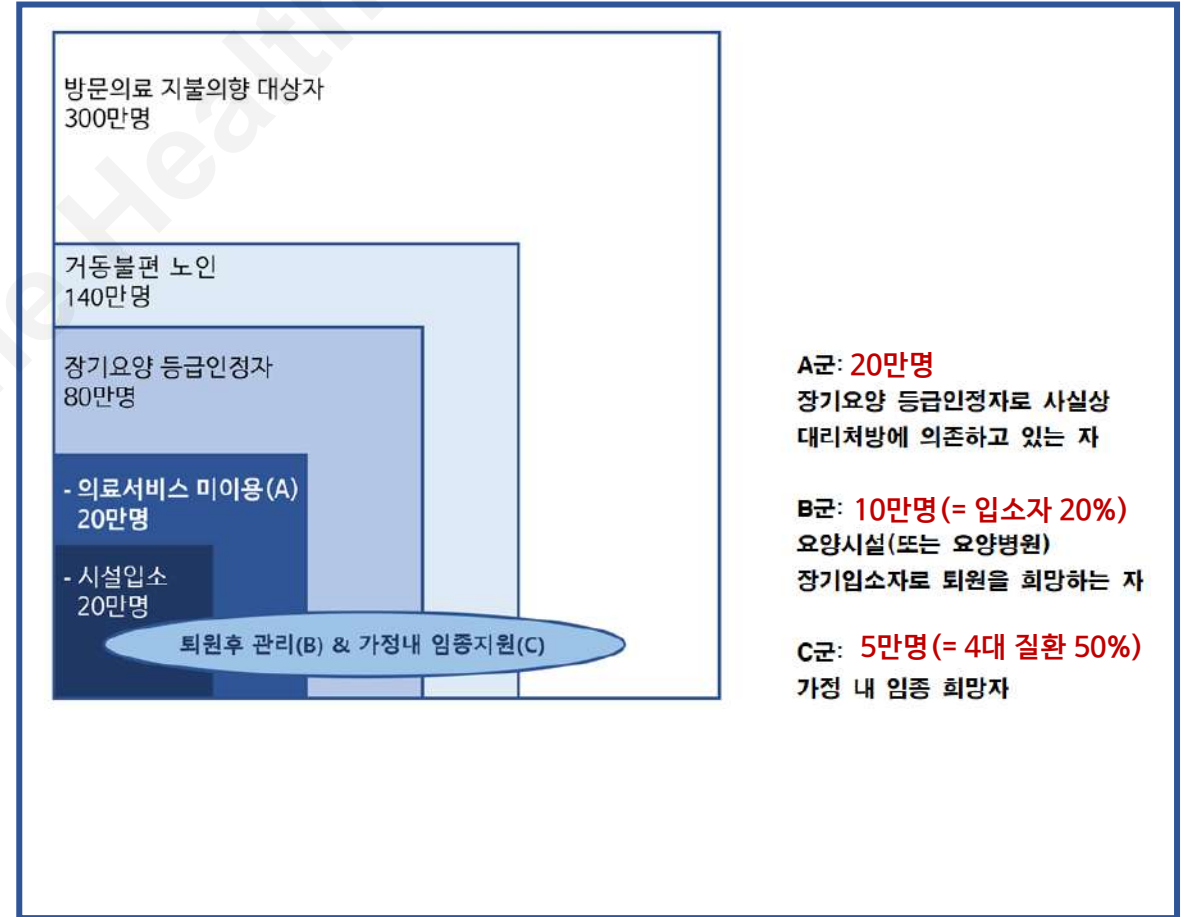 방문의료 지불의향 대상자
300만명
거동불편 노인
140만명
장기요양 등급인정자
80만명
- 의료서비스 미이용(A)
20만명
- 시설입소
20만명
퇴원후 관리(B) & 가정내 임종지원(C)
A군: 20만명
장기요양 등급인정자로 사실상
대리처방에 의존하고 있는 자
B군: 10만명(= 입소자 20%)
요양시설(또는 요양병원)
장기입소자로 퇴원을 희망하는 자
C군: 5만명(= 4대 질환 50%)
가정 내 임종 희망자